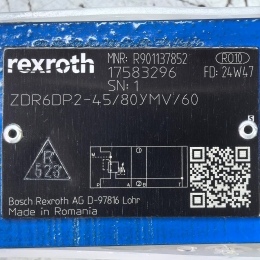 rexroth MNR: R901137852 RO10
17583296 FD: 24W47
SN: 1
ZDR6DP2-45/80YMV/60
R
523
Bosch Rexroth AG D-97816 Lohr
Made in Romania